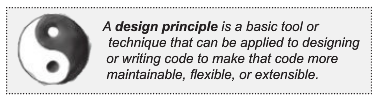 A design principle is a basic tool or
technique that can be applied to designing
or writing code to make that code more
maintainable, flexible, or extensible.